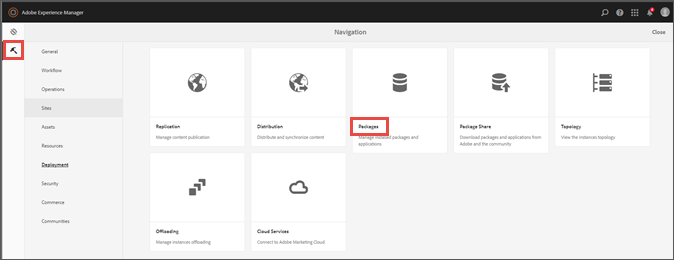 Adobe Experience Manager
Navigation
Close
General
Workflow
Operations
Sites
Assets
Resources
Deployment
Security
Commerce
Communities
Replication
Manage content publication
Distribution
Distribute and synchronize content
Packages
Manage installed packages and
applications
Package Share
Download packages and applications from
Adobe and the community
Topology
View the instances topology
Offloading
Manage instances offloading
Cloud Services
Connect to Adobe Marketing Cloud